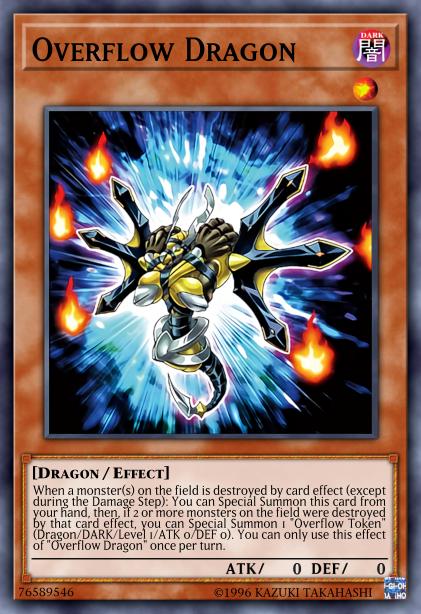 OVERFLOW DRAGON
DARK
闇
[DRAGON / EFFECT]
When a monster(s) on the field is destroyed by card effect (except
during the Damage Step): You can Special Summon this card from
your hand, then, if 2 or more monsters on the field were destroyed
by that card effect, you can Special Summon 1 "Overflow Token"
(Dragon/DARK/Level 1/ATK 0/DEF 0). You can only use this effect
of "Overflow Dragon" once per turn.
ATK/ 0 DEF/ 0
76589546 ©1996 KAZUKI TAKAHASHI